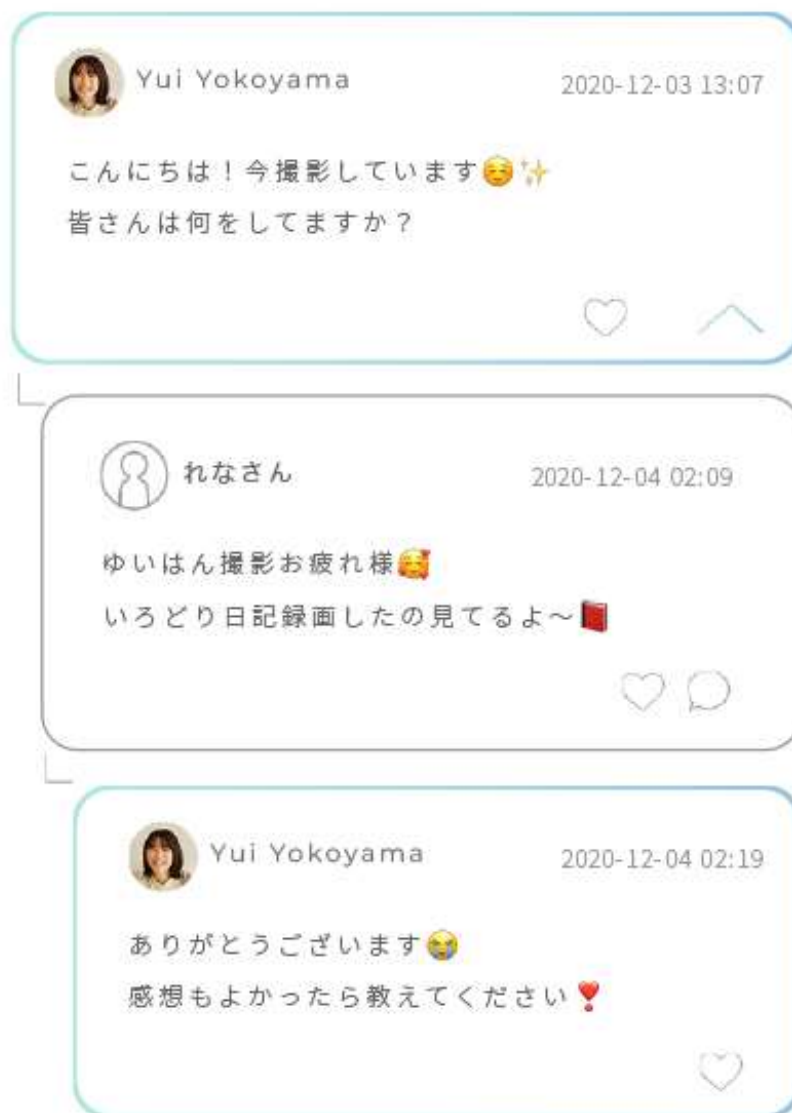 Yui Yokoyama
2020-12-03 13:07
こんにちは！今撮影しています☺️✨
皆さんは何をしてますか？
れなさん
2020-12-04 02:09
ゆいはん撮影お疲れ様🥰
いろどり日記録画したの見てるよ〜📕
Yui Yokoyama
2020-12-04 02:19
ありがとうございます😭
感想もよかったら教えてください❣️